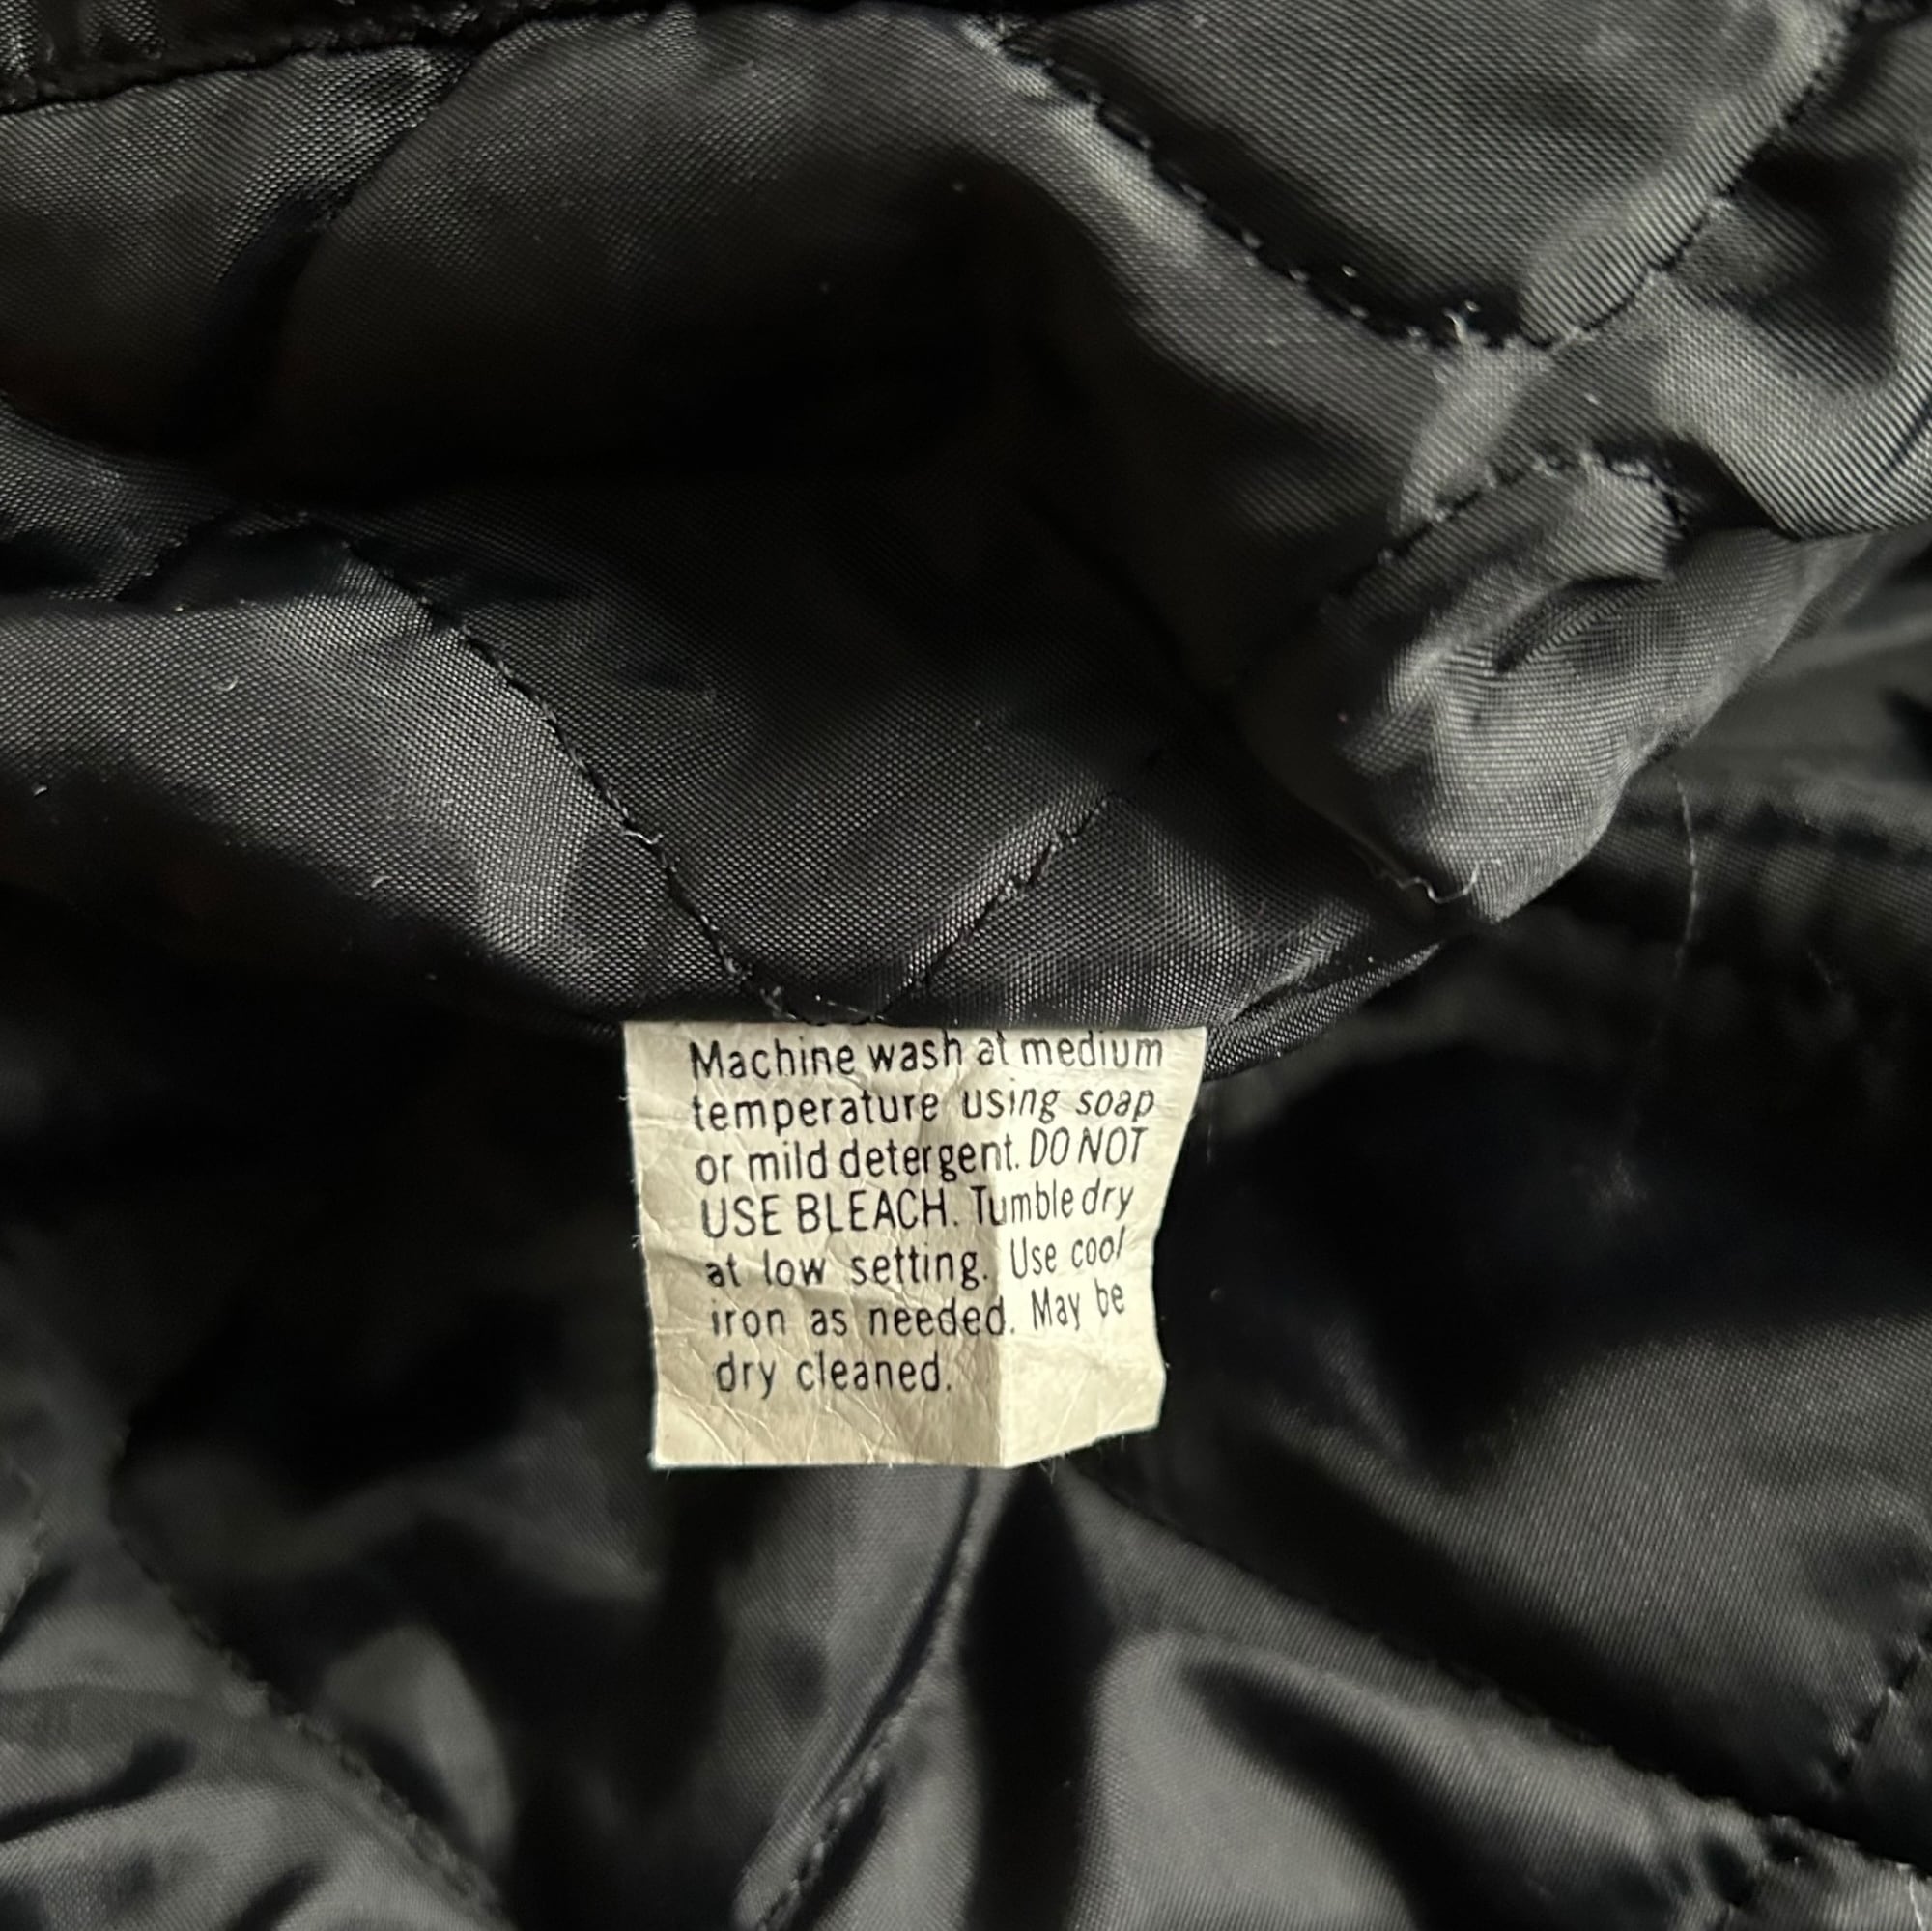 Machine wash at medium
temperature using soap
or mild detergent. DO NOT
USE BLEACH. Tumble dry
at low setting. Use cool
iron as needed. May be
dry cleaned.